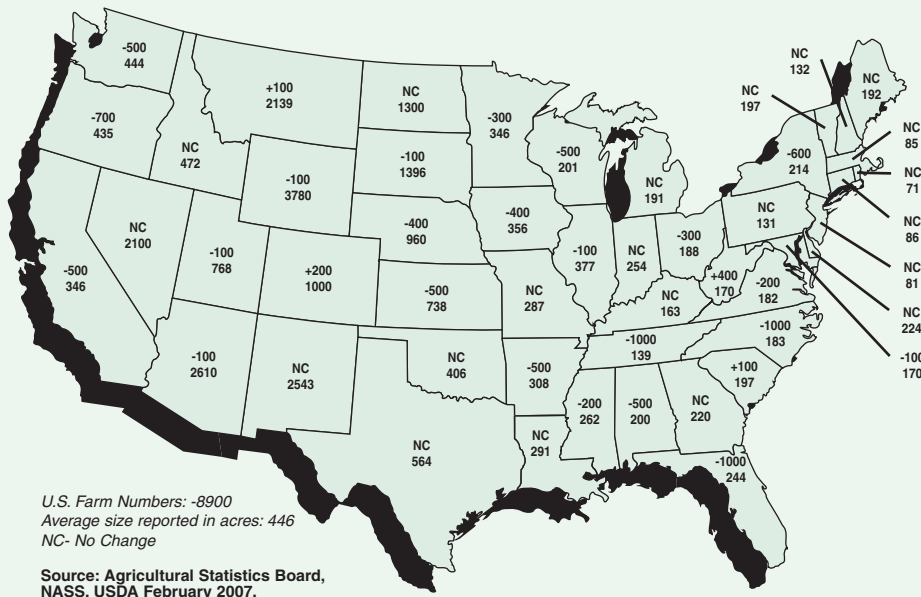 -500
444
-700
435
NC
472
+100
2139
-100
3780
NC
1300
-100
1396
-400
960
-500
738
NC
2100
-500
346
-100
768
+200
1000
-100
2610
NC
2543
NC
406
NC
564
-300
346
-400
356
NC
287
-500
308
NC
291
-500
201
-100
377
NC
191
NC
254
-300
188
NC
163
-1000
139
-200
262
-500
200
NC
220
-1000
244
+100
197
-1000
183
-200
182
+400
170
NC
131
-600
214
NC
197
NC
132
NC
192
NC
85
NC
71
NC
86
NC
81
NC
224
-100
170
U.S. Farm Numbers: -8900
Average size reported in acres: 446
NC- No Change
Source: Agricultural Statistics Board,
NASS, USDA February 2007.